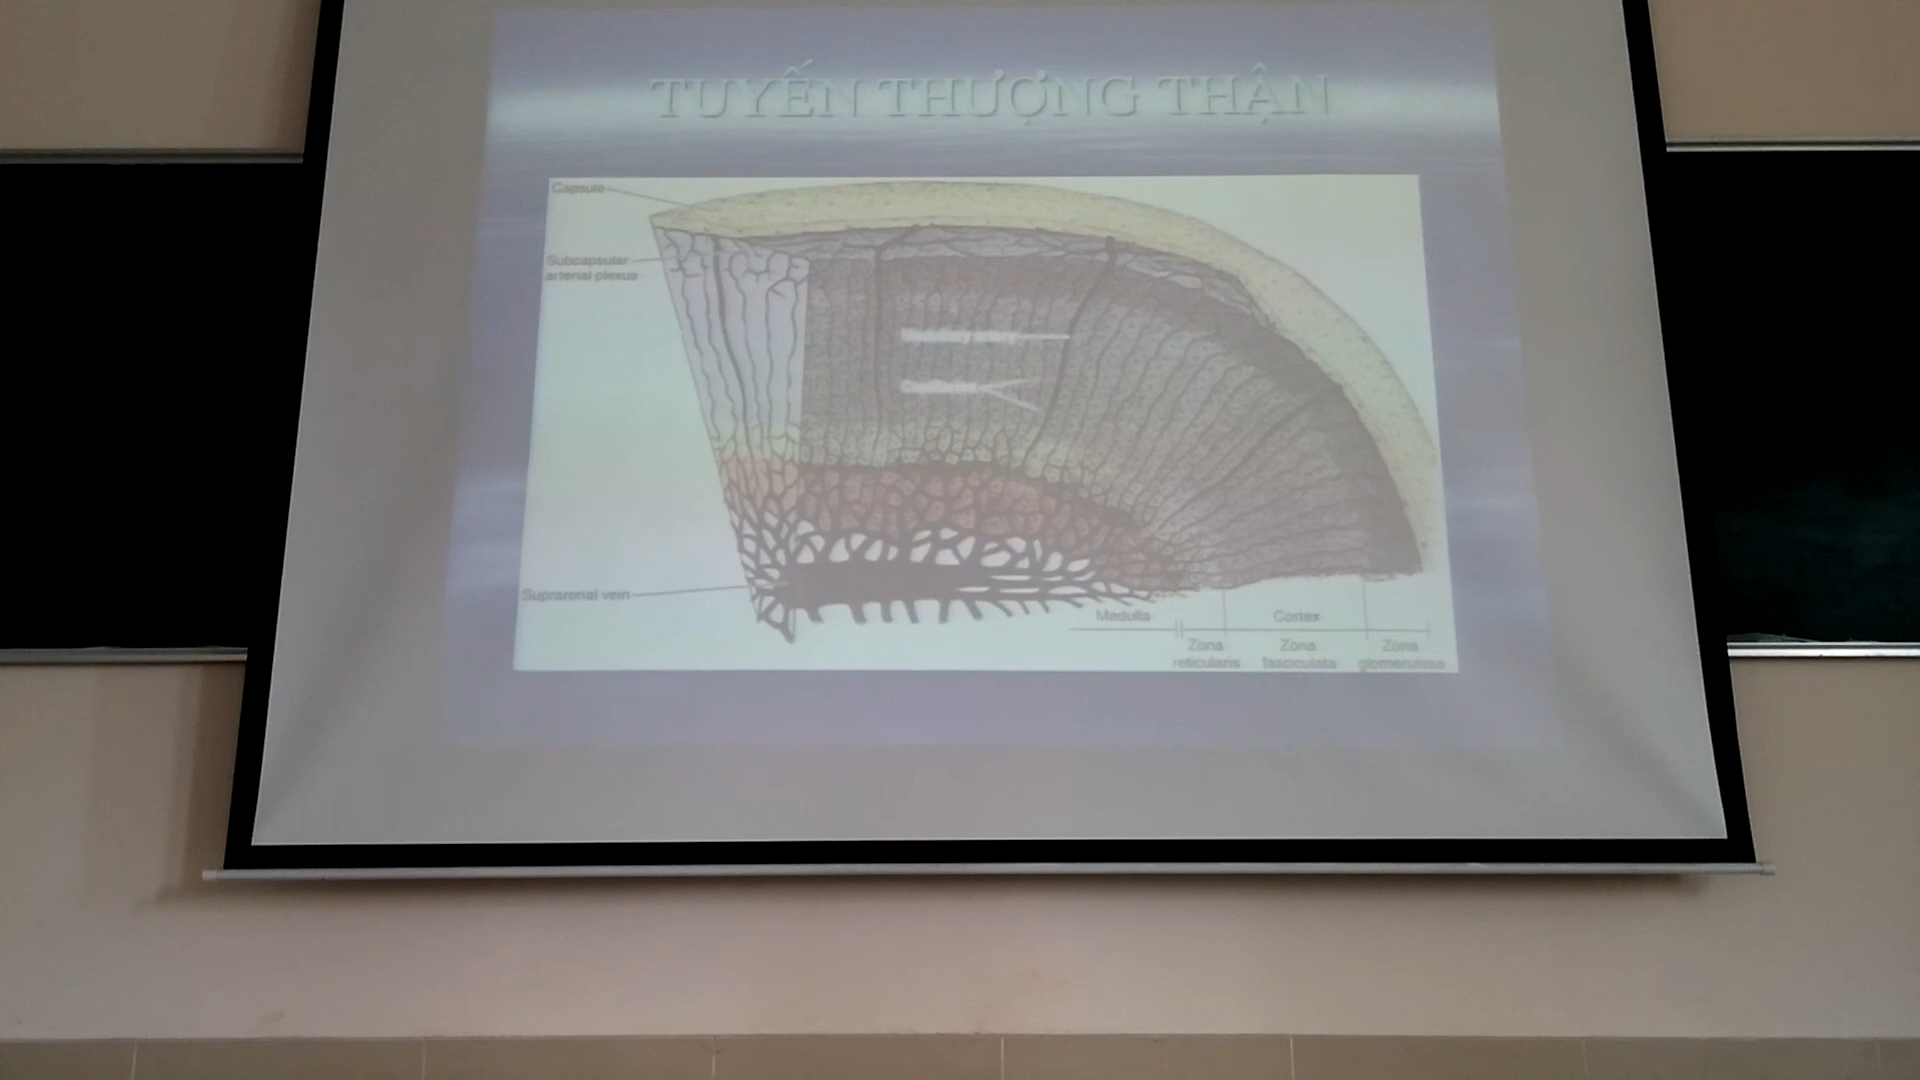 TUYẾN THƯỢNG THẬN
Capsule
Subcapsular
arterial plexus
Suprarenal vein
Medulla
Cortex
Zona
reticularis
Zona
fasciculata
Zona
glomerulosa